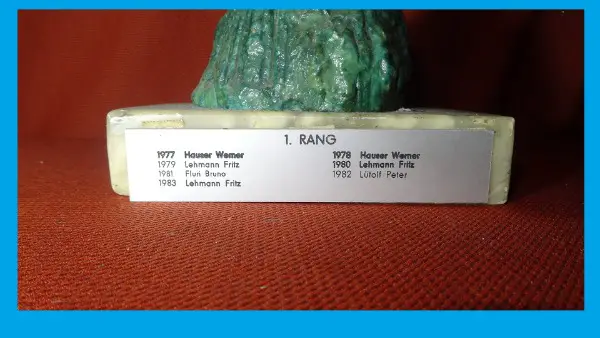 1. RANG
1977 Hauser Werner
1979 Lehmann Fritz
1981 Fluri Bruno
1983 Lehmann Fritz
1978 Hauser Werner
1980 Lehmann Fritz
1982 Lütolf Peter